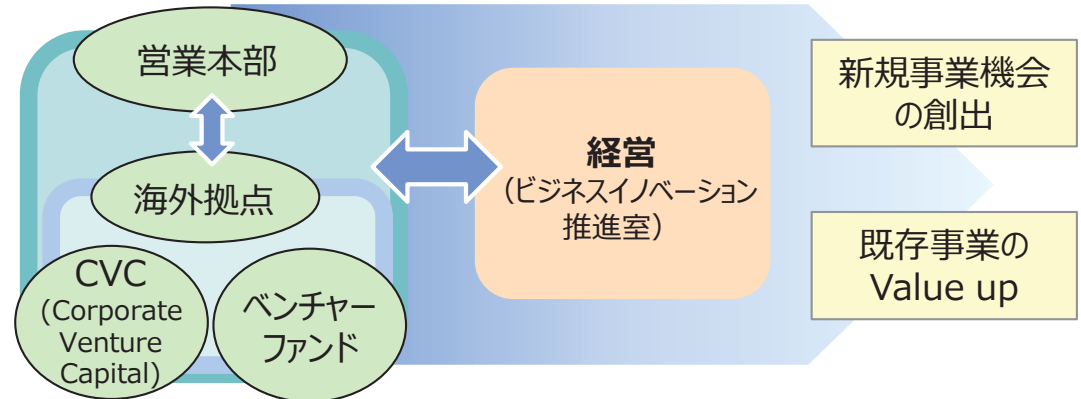 営業本部
海外拠点
CVC
(Corporate
Venture
Capital)
ベンチャー
ファンド
経営
（ビジネスイノベーション
推進室）
新規事業機会
の創出
既存事業の
Value up